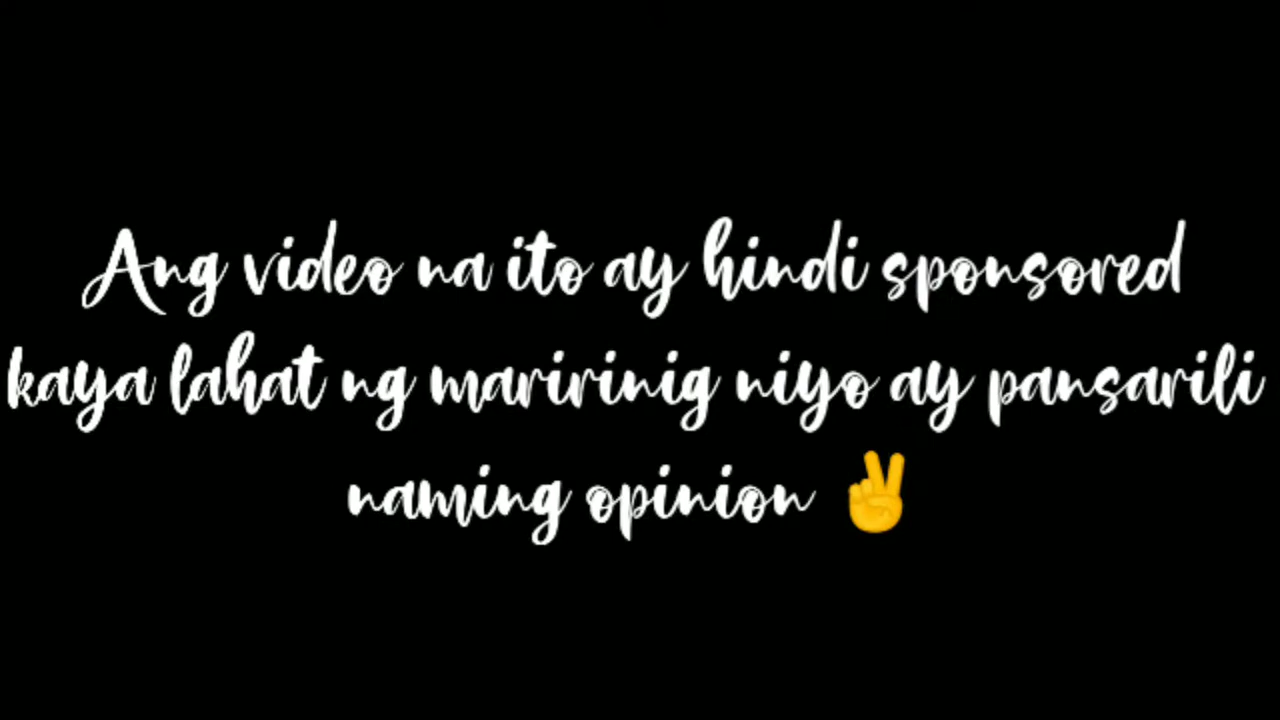 Ang video na ito ay hindi sponsored
kaya lahat ng maririnig niyo ay pansarili
naming opinion ✌️